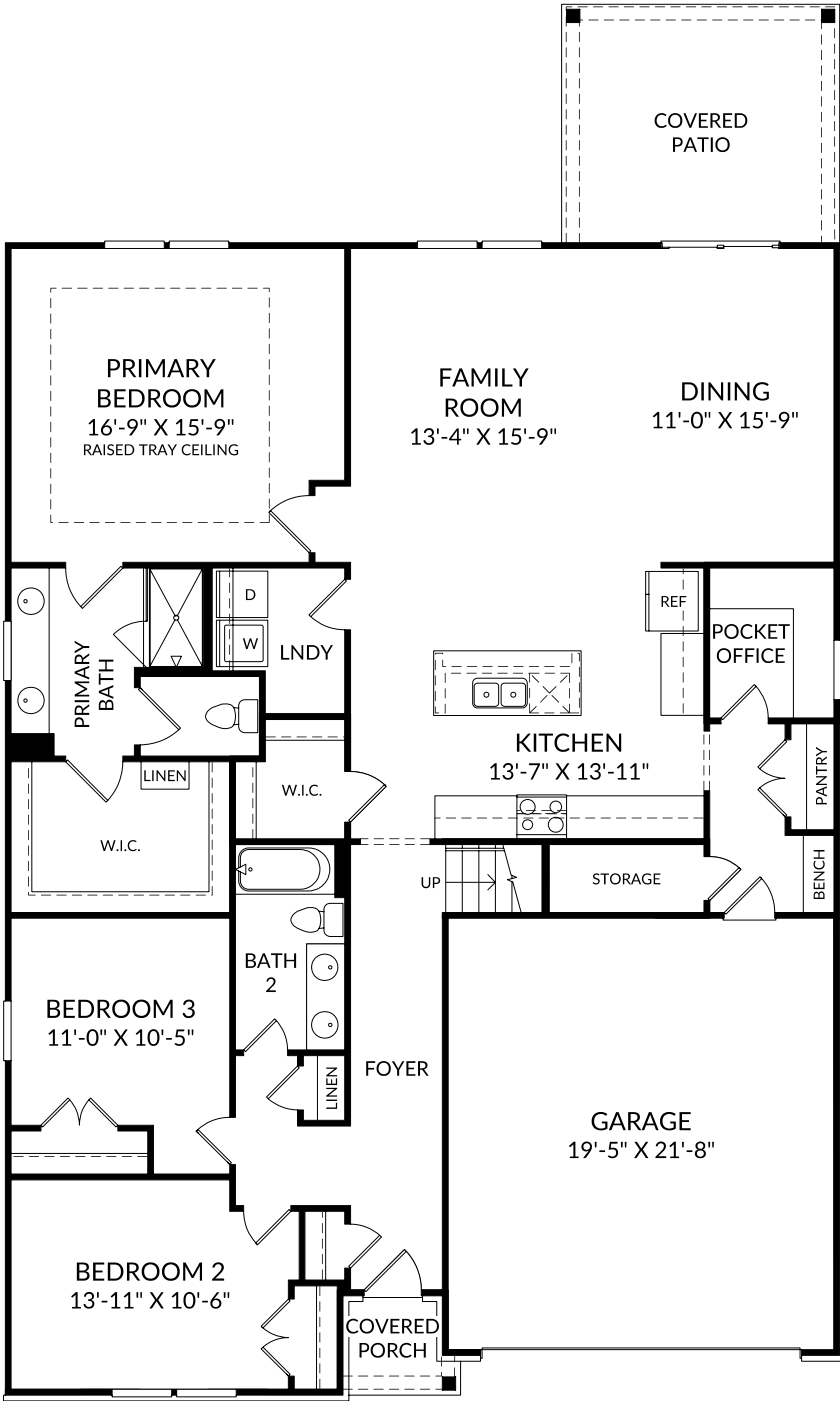 COVERED
PATIO
PRIMARY
BEDROOM
16'-9" X 15'-9"
RAISED TRAY CEILING
FAMILY
ROOM
13'-4" X 15'-9"
DINING
11'-0" X 15'-9"
D
W
LNDY
REF
POCKET
OFFICE
PRIMARY
BATH
KITCHEN
13'-7" X 13'-11"
PANTRY
LINEN
W.I.C.
W.I.C.
UP
STORAGE
BENCH
BATH
2
BEDROOM 3
11'-0" X 10'-5"
LINEN
FOYER
GARAGE
19'-5" X 21'-8"
BEDROOM 2
13'-11" X 10'-6"
COVERED
PORCH